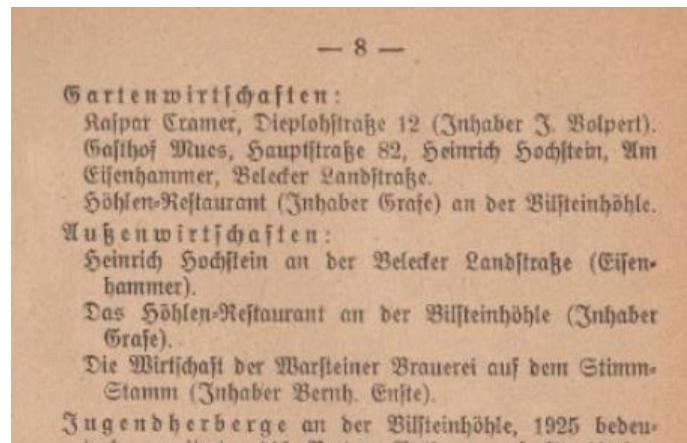 — 8 —
Gartenwirtschaften:
Kaspar Cramer, Dieplohstraße 12 (Inhaber J. Volpert).
Gasthof Mues, Hauptstraße 82, Heinrich Hochstein, Am
Eisenhammer, Belecker Landstraße.
Höhlen-Restaurant (Inhaber Grafe) an der Bilsteinhöhle.
Außenwirtschaften:
Heinrich Hochstein an der Belecker Landstraße (Eisen-
hammer).
Das Höhlen-Restaurant an der Bilsteinhöhle (Inhaber
Grafe).
Die Wirtschaft der Warsteiner Brauerei auf dem Stimm-
Stamm (Inhaber Bernh. Enste).
Jugendherberge an der Bilsteinhöhle, 1925 bedeu-